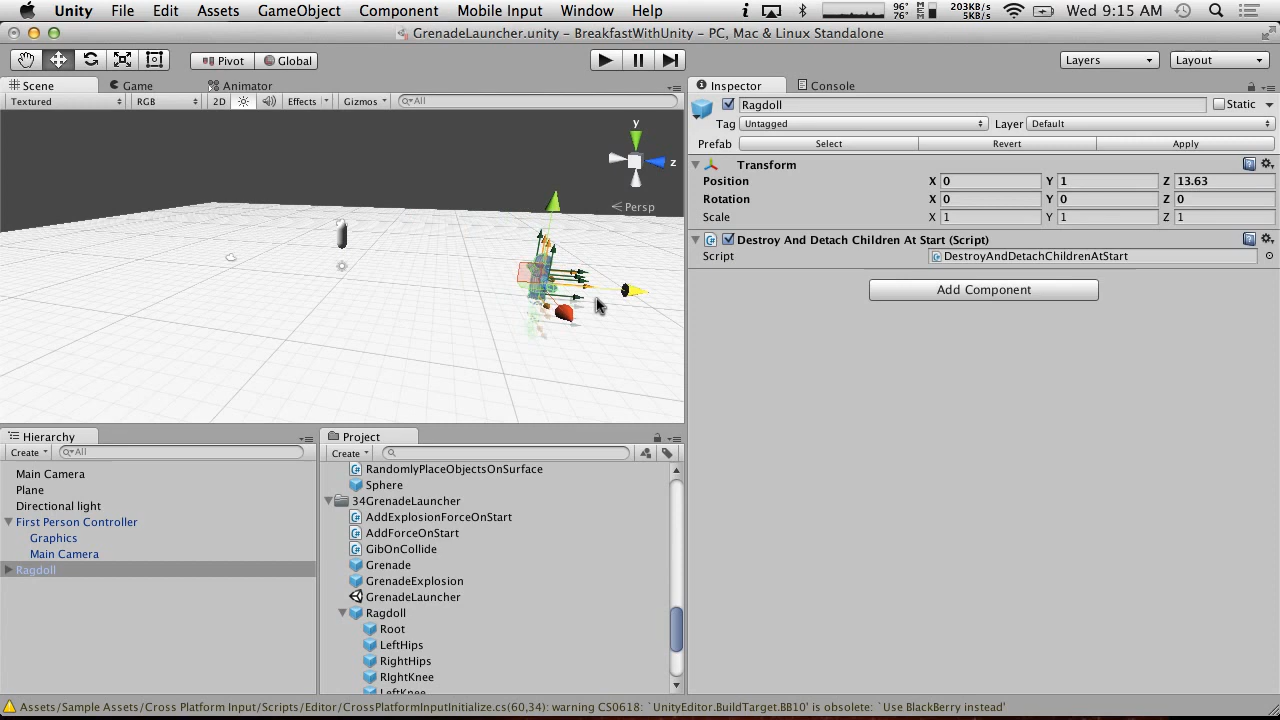 Unity File Edit Assets GameObject Component Mobile Input Window Help 96° 76° 203KB/s 5KB/s Wed 9:15 AM
GrenadeLauncher.unity - BreakfastWithUnity - PC, Mac & Linux Standalone
Pivot Global Layers Layout
Scene Game Animator
Textured RGB 2D Effects Gizmos All
y
z
Persp
Inspector Console
Ragdoll Static
Tag Untagged Layer Default
Prefab Select Revert Apply
Transform
Position X 0 Y 1 Z 13.63
Rotation X 0 Y 0 Z 0
Scale X 1 Y 1 Z 1
Destroy And Detach Children At Start (Script)
Script DestroyAndDetachChildrenAtStart
Add Component
Hierarchy
Create All
Main Camera
Plane
Directional light
First Person Controller
Graphics
Main Camera
Ragdoll
Project
Create
RandomlyPlaceObjectsOnSurface
Sphere
34GrenadeLauncher
AddExplosionForceOnStart
AddForceOnStart
GibOnCollide
Grenade
GrenadeExplosion
GrenadeLauncher
Ragdoll
Root
LeftHips
RightHips
RIghtKnee
LeftKnee
Assets/Sample Assets/Cross Platform Input/Scripts/Editor/CrossPlatformInputInitialize.cs(60,34): warning CS0618: `UnityEditor.BuildTarget.BB10' is obsolete: `Use BlackBerry instead'